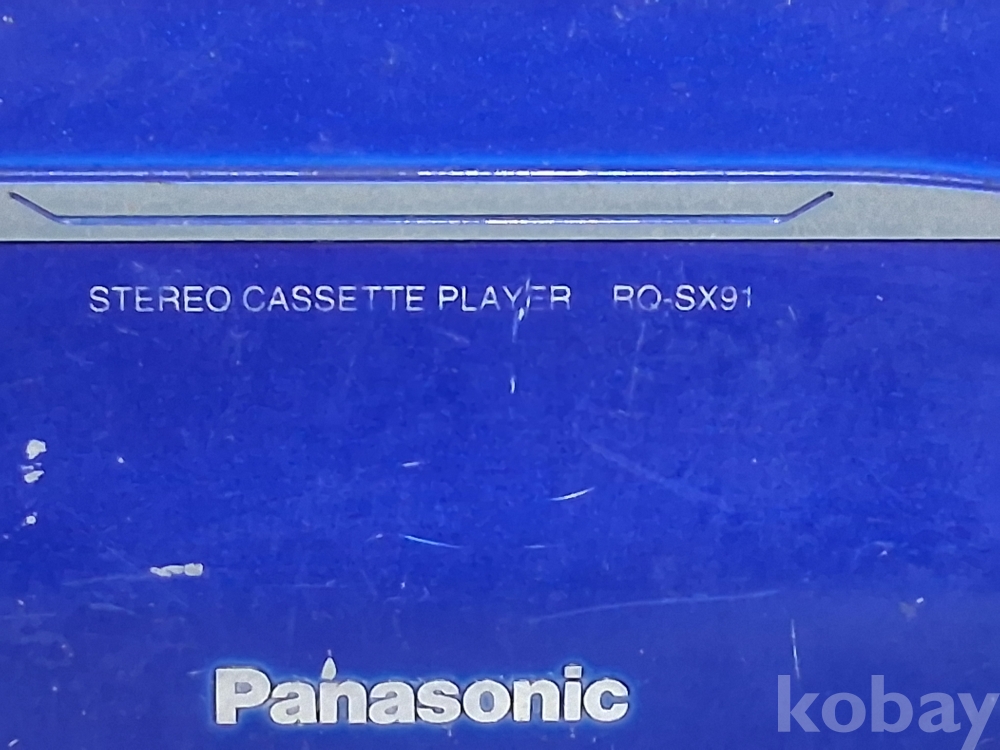 STEREO CASSETTE PLAYER RQ-SX91
Panasonic
kobay